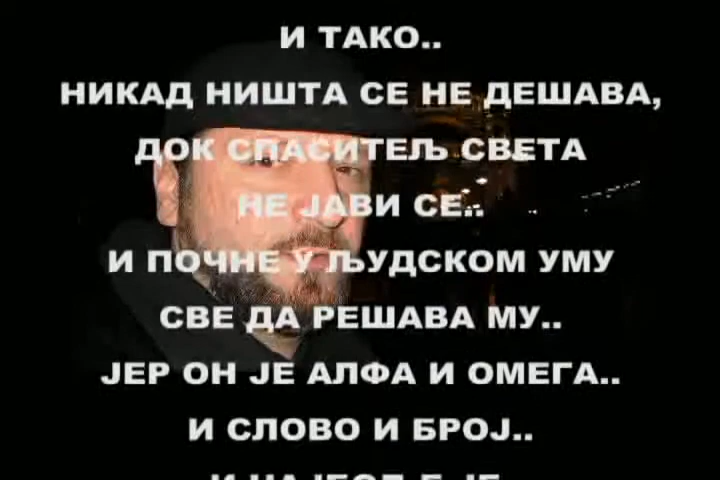 И ТАКО..
НИКАД НИШТА СЕ НЕ ДЕШАВА,
ДОК СПАСИТЕЉ СВЕТА
НЕ ЈАВИ СЕ..
И ПОЧНЕ У ЉУДСКОМ УМУ
СВЕ ДА РЕШАВА МУ..
ЈЕР ОН ЈЕ АЛФА И ОМЕГА..
И СЛОВО И БРОЈ..